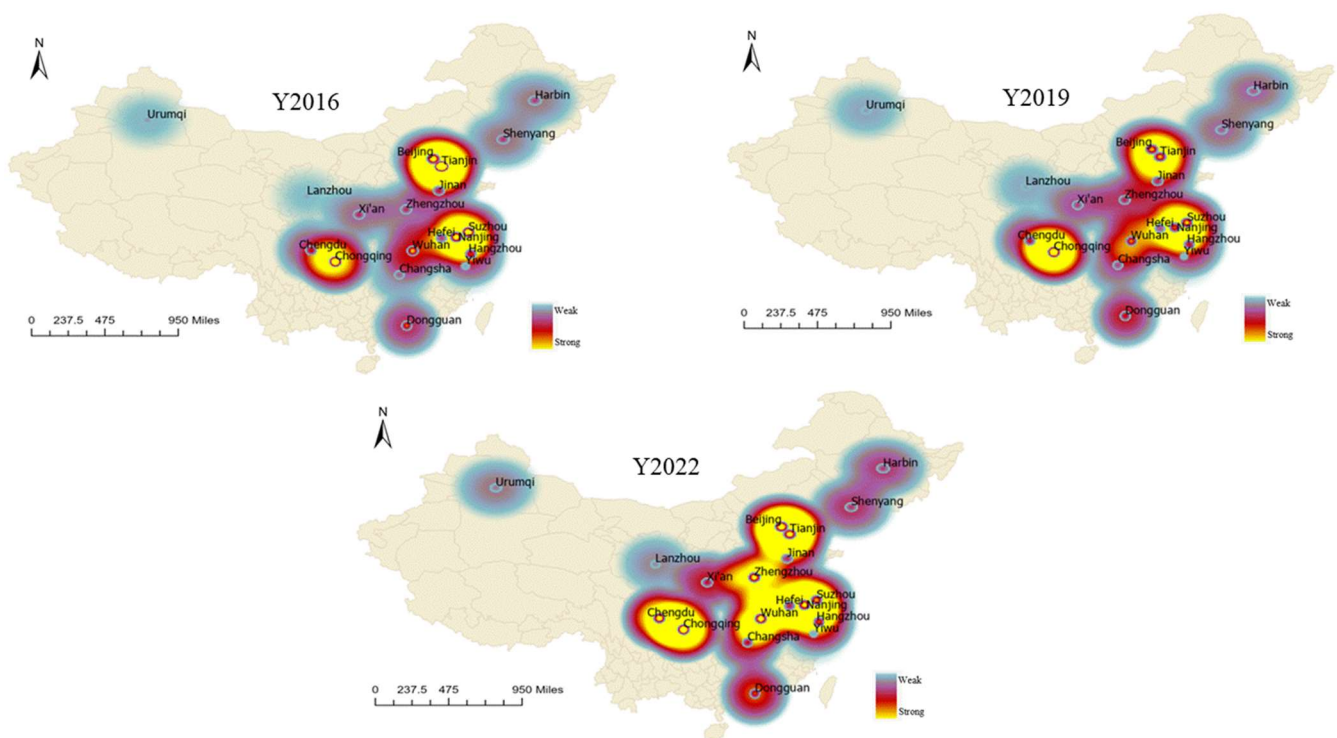 N
Y2016
Urumqi
Harbin
Shenyang
Beijing
Tianjin
Jinan
Lanzhou
Xi'an
Zhengzhou
Suzhou
Hefei
Nanjing
Wuhan
Hangzhou
Chengdu
Chongqing
Yiwu
Changsha
Dongguan
0 237.5 475 950 Miles
Weak
Strong
N
Y2019
Urumqi
Harbin
Shenyang
Beijing
Tianjin
Jinan
Lanzhou
Xi'an
Zhengzhou
Suzhou
Hefei
Nanjing
Wuhan
Hangzhou
Chengdu
Chongqing
Yiwu
Changsha
Dongguan
0 237.5 475 950 Miles
Weak
Strong
N
Y2022
Urumqi
Harbin
Shenyang
Beijing
Tianjin
Jinan
Lanzhou
Xi'an
Zhengzhou
Suzhou
Hefei
Nanjing
Wuhan
Hangzhou
Chengdu
Chongqing
Yiwu
Changsha
Dongguan
0 237.5 475 950 Miles
Weak
Strong